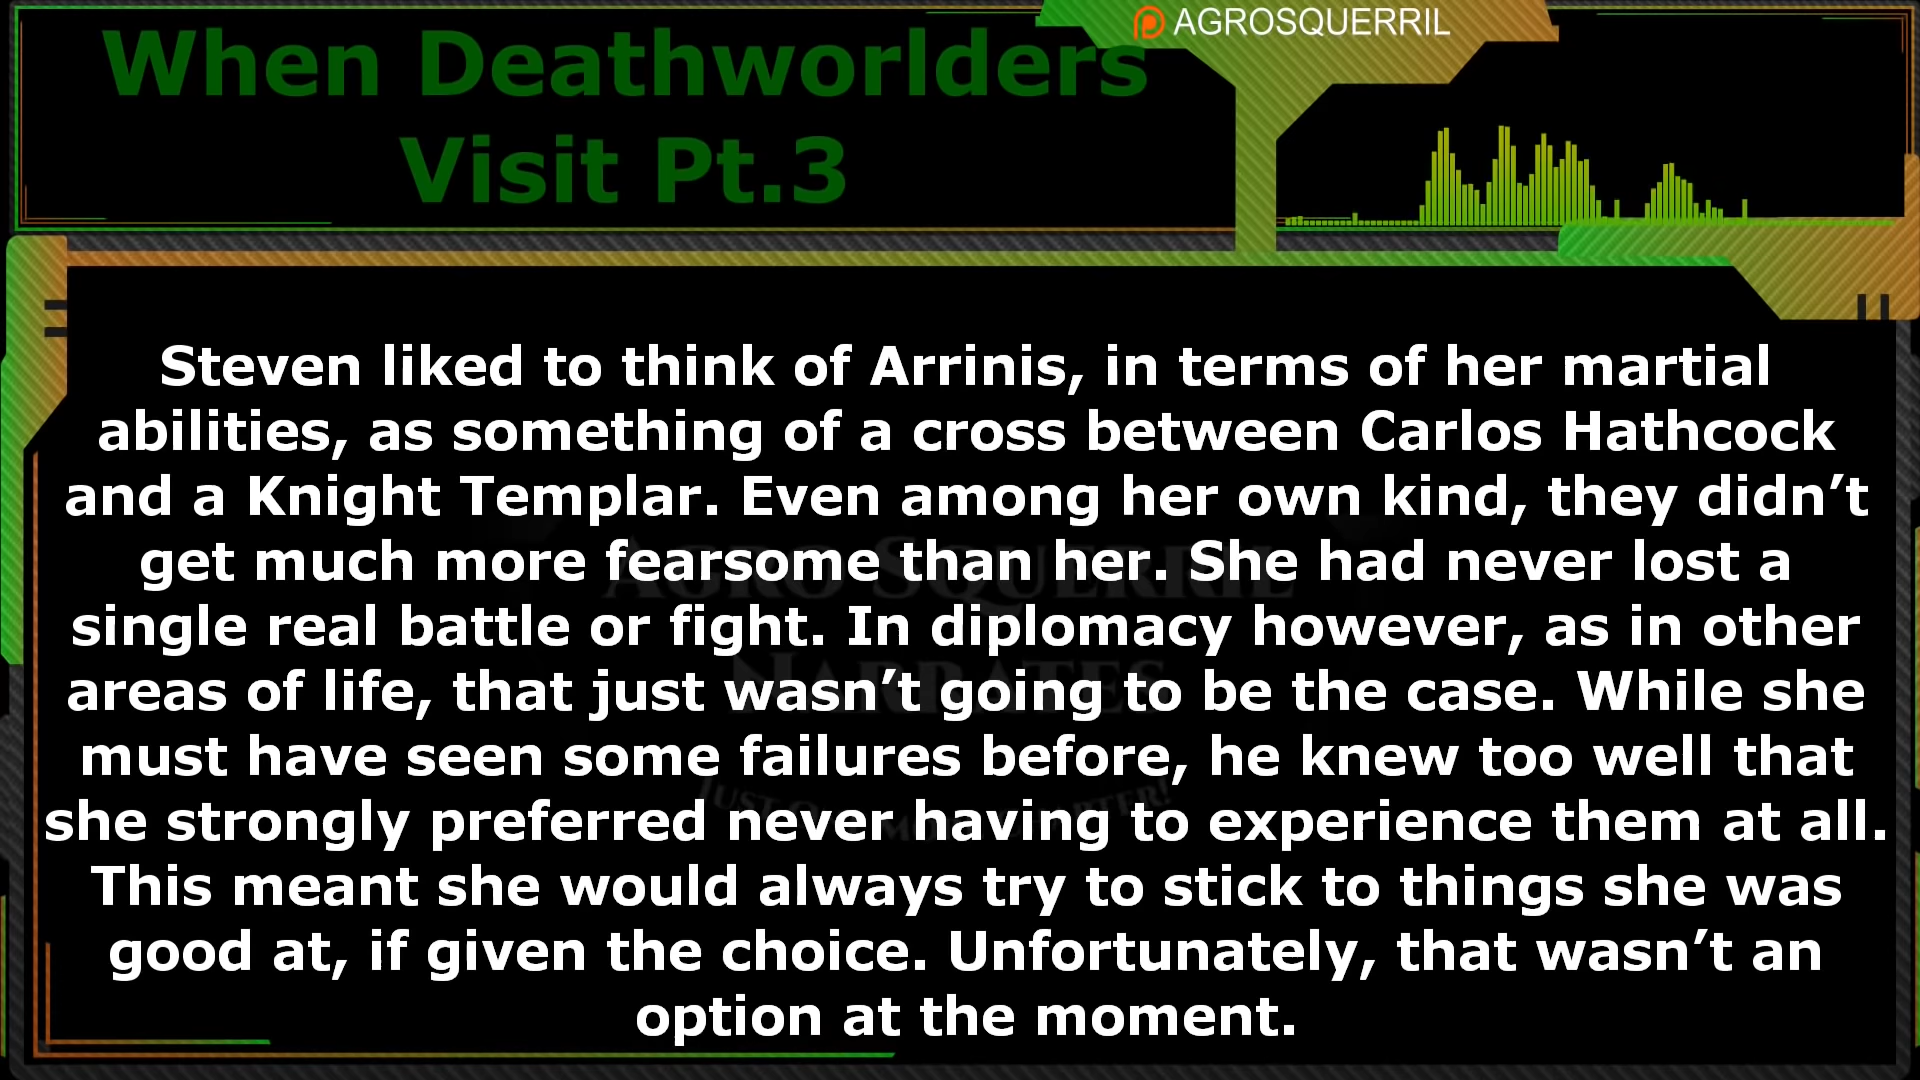 AGROSQUERRIL
When Deathworlders
Visit Pt.3
Steven liked to think of Arrinis, in terms of her martial
abilities, as something of a cross between Carlos Hathcock
and a Knight Templar. Even among her own kind, they didn’t
get much more fearsome than her. She had never lost a
single real battle or fight. In diplomacy however, as in other
areas of life, that just wasn’t going to be the case. While she
must have seen some failures before, he knew too well that
she strongly preferred never having to experience them at all.
This meant she would always try to stick to things she was
good at, if given the choice. Unfortunately, that wasn’t an
option at the moment.
AGRO SQUERRIL
NARRATES